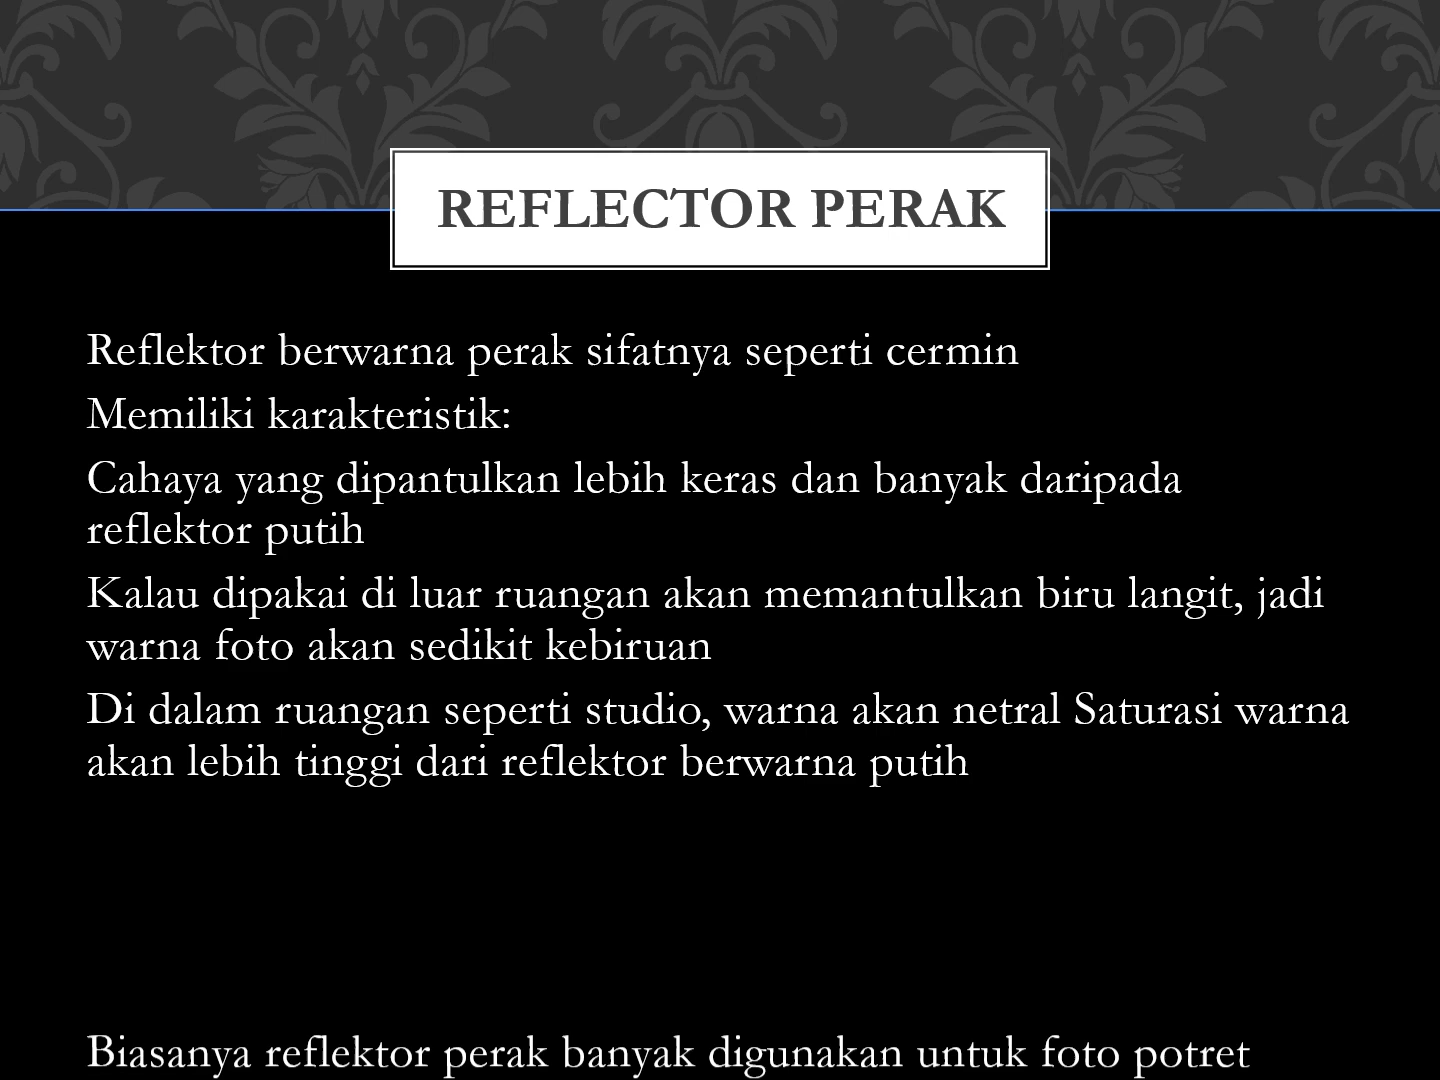 REFLECTOR PERAK
Reflektor berwarna perak sifatnya seperti cermin
Memiliki karakteristik:
Cahaya yang dipantulkan lebih keras dan banyak daripada
reflektor putih
Kalau dipakai di luar ruangan akan memantulkan biru langit, jadi
warna foto akan sedikit kebiruan
Di dalam ruangan seperti studio, warna akan netral Saturasi warna
akan lebih tinggi dari reflektor berwarna putih
Biasanya reflektor perak banyak digunakan untuk foto potret